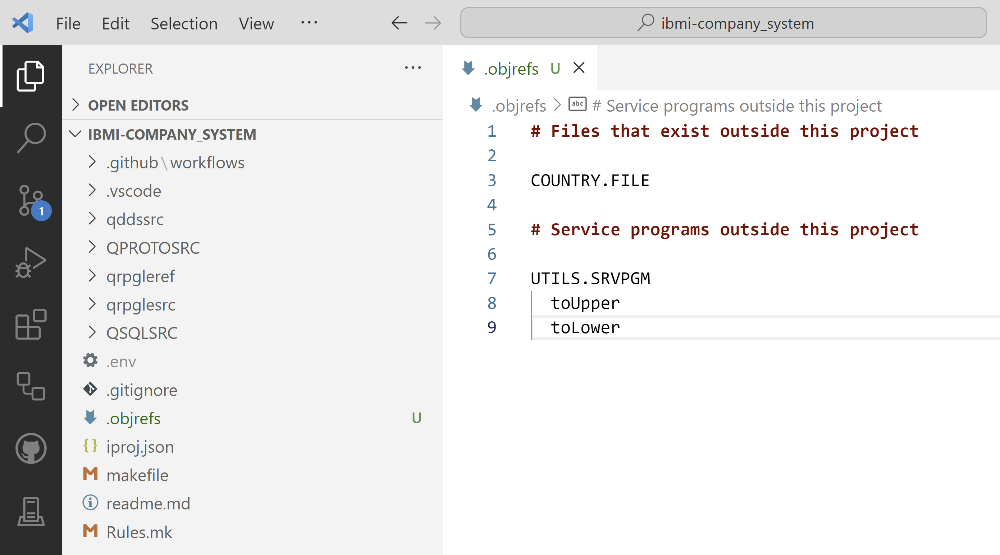 File Edit Selection View ··· ibmi-company_system
EXPLORER ···
OPEN EDITORS
IBMI-COMPANY_SYSTEM
.github\workflows
.vscode
1
qddssrc
QPROTOSRC
qrpgleref
qrpglesrc
QSQLSRC
.env
.gitignore
.objrefs U
{ } iproj.json
M makefile
i readme.md
M Rules.mk
.objrefs U
.objrefs > abc # Service programs outside this project
1 # Files that exist outside this project
2
3 COUNTRY.FILE
4
5 # Service programs outside this project
6
7 UTILS.SRVPGM
8 toUpper
9 toLower